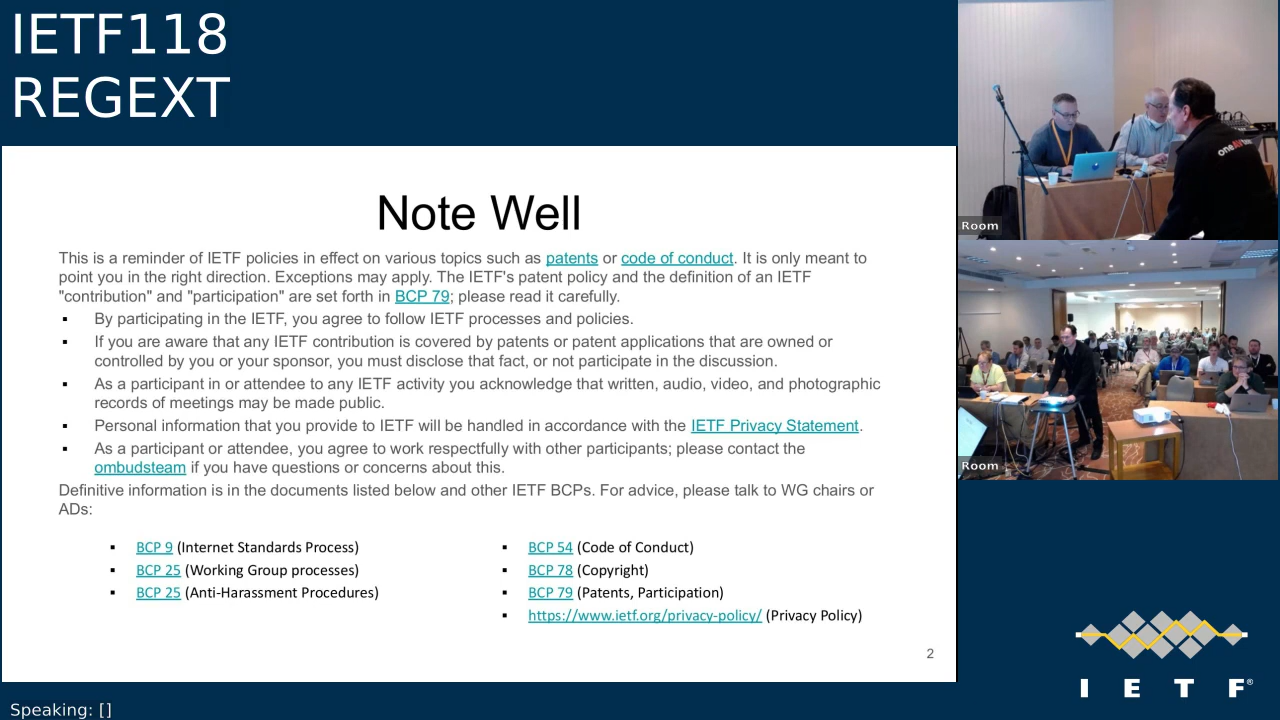 IETF118
REGEXT
Note Well
This is a reminder of IETF policies in effect on various topics such as patents or code of conduct. It is only meant to
point you in the right direction. Exceptions may apply. The IETF's patent policy and the definition of an IETF
"contribution" and "participation" are set forth in BCP 79; please read it carefully.
▪ By participating in the IETF, you agree to follow IETF processes and policies.
▪ If you are aware that any IETF contribution is covered by patents or patent applications that are owned or
controlled by you or your sponsor, you must disclose that fact, or not participate in the discussion.
▪ As a participant in or attendee to any IETF activity you acknowledge that written, audio, video, and photographic
records of meetings may be made public.
▪ Personal information that you provide to IETF will be handled in accordance with the IETF Privacy Statement.
▪ As a participant or attendee, you agree to work respectfully with other participants; please contact the
ombudsteam if you have questions or concerns about this.
Definitive information is in the documents listed below and other IETF BCPs. For advice, please talk to WG chairs or
ADs:
▪ BCP 9 (Internet Standards Process)
▪ BCP 25 (Working Group processes)
▪ BCP 25 (Anti-Harassment Procedures)
▪ BCP 54 (Code of Conduct)
▪ BCP 78 (Copyright)
▪ BCP 79 (Patents, Participation)
▪ https://www.ietf.org/privacy-policy/ (Privacy Policy)
2
Room
Room
IETF®
Speaking: []